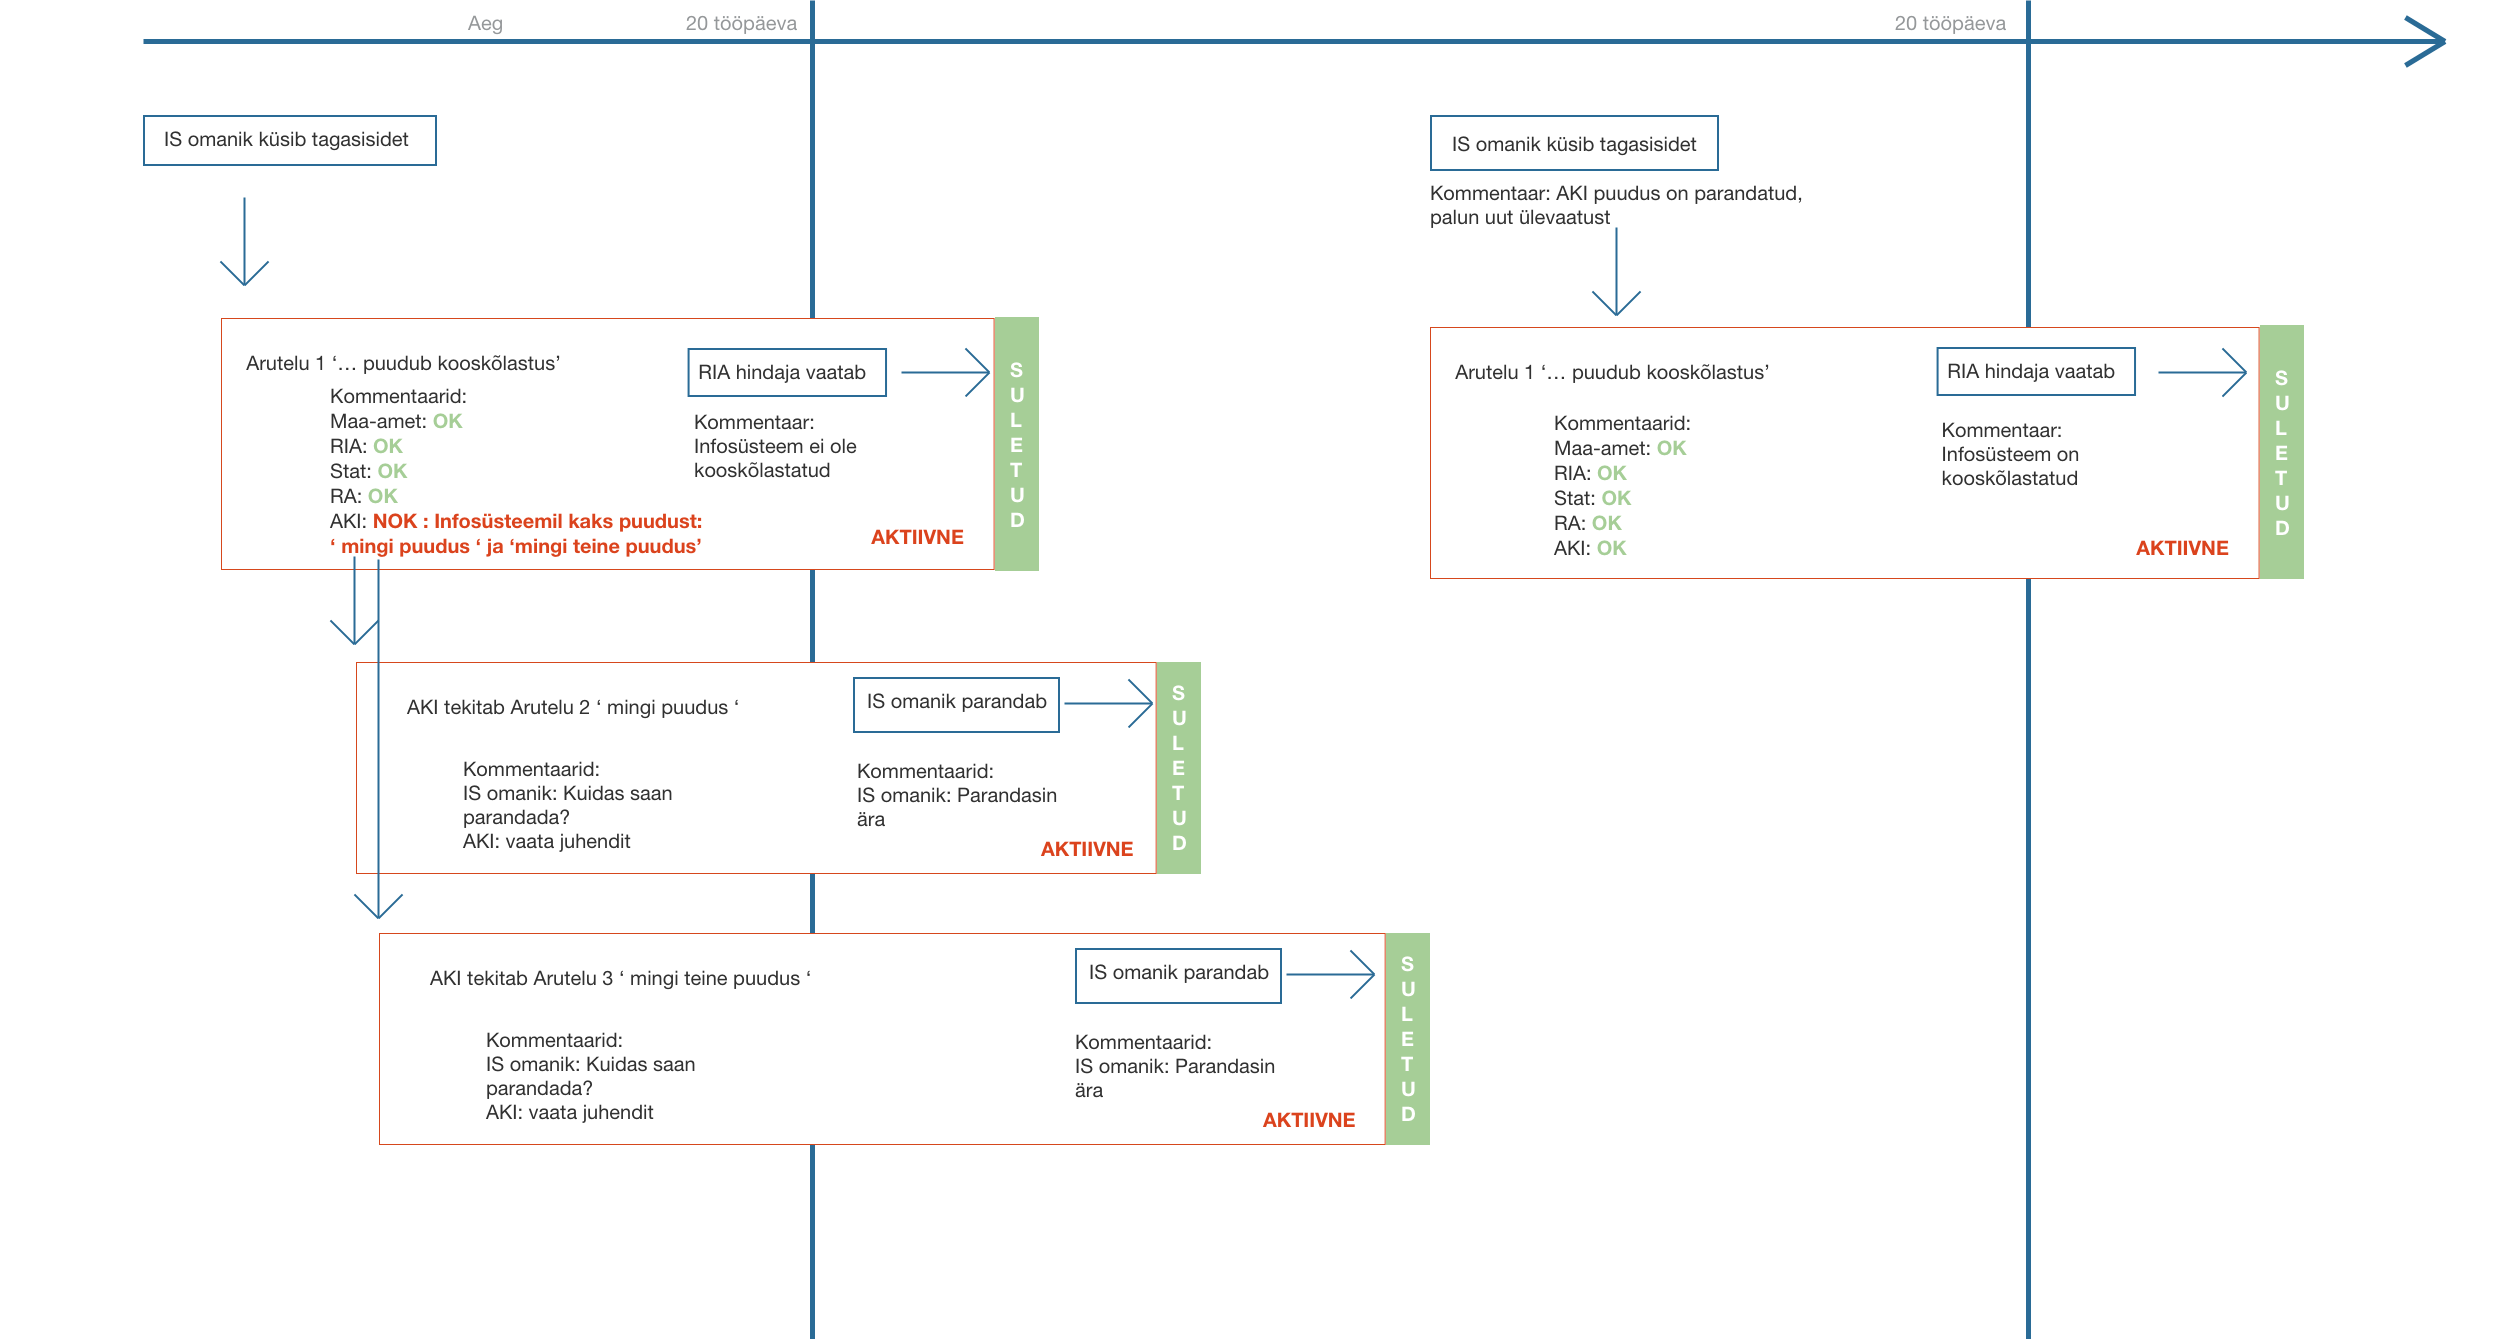 Aeg
20 tööpäeva
20 tööpäeva
IS omanik küsib tagasisidet
IS omanik küsib tagasisidet
Kommentaar: AKI puudus on parandatud,
palun uut ülevaatust
Arutelu 1 ‘… puudub kooskõlastus’
Kommentaarid:
Maa-amet: OK
RIA: OK
Stat: OK
RA: OK
AKI: NOK : Infosüsteemil kaks puudust:
‘ mingi puudus ‘ ja ‘mingi teine puudus’
RIA hindaja vaatab
Kommentaar:
Infosüsteem ei ole
kooskõlastatud
AKTIIVNE
SULETUD
Arutelu 1 ‘… puudub kooskõlastus’
Kommentaarid:
Maa-amet: OK
RIA: OK
Stat: OK
RA: OK
AKI: OK
RIA hindaja vaatab
Kommentaar:
Infosüsteem on
kooskõlastatud
AKTIIVNE
SULETUD
AKI tekitab Arutelu 2 ‘ mingi puudus ‘
Kommentaarid:
IS omanik: Kuidas saan
parandada?
AKI: vaata juhendit
IS omanik parandab
Kommentaarid:
IS omanik: Parandasin
ära
AKTIIVNE
SULETUD
AKI tekitab Arutelu 3 ‘ mingi teine puudus ‘
Kommentaarid:
IS omanik: Kuidas saan
parandada?
AKI: vaata juhendit
IS omanik parandab
Kommentaarid:
IS omanik: Parandasin
ära
AKTIIVNE
SULETUD